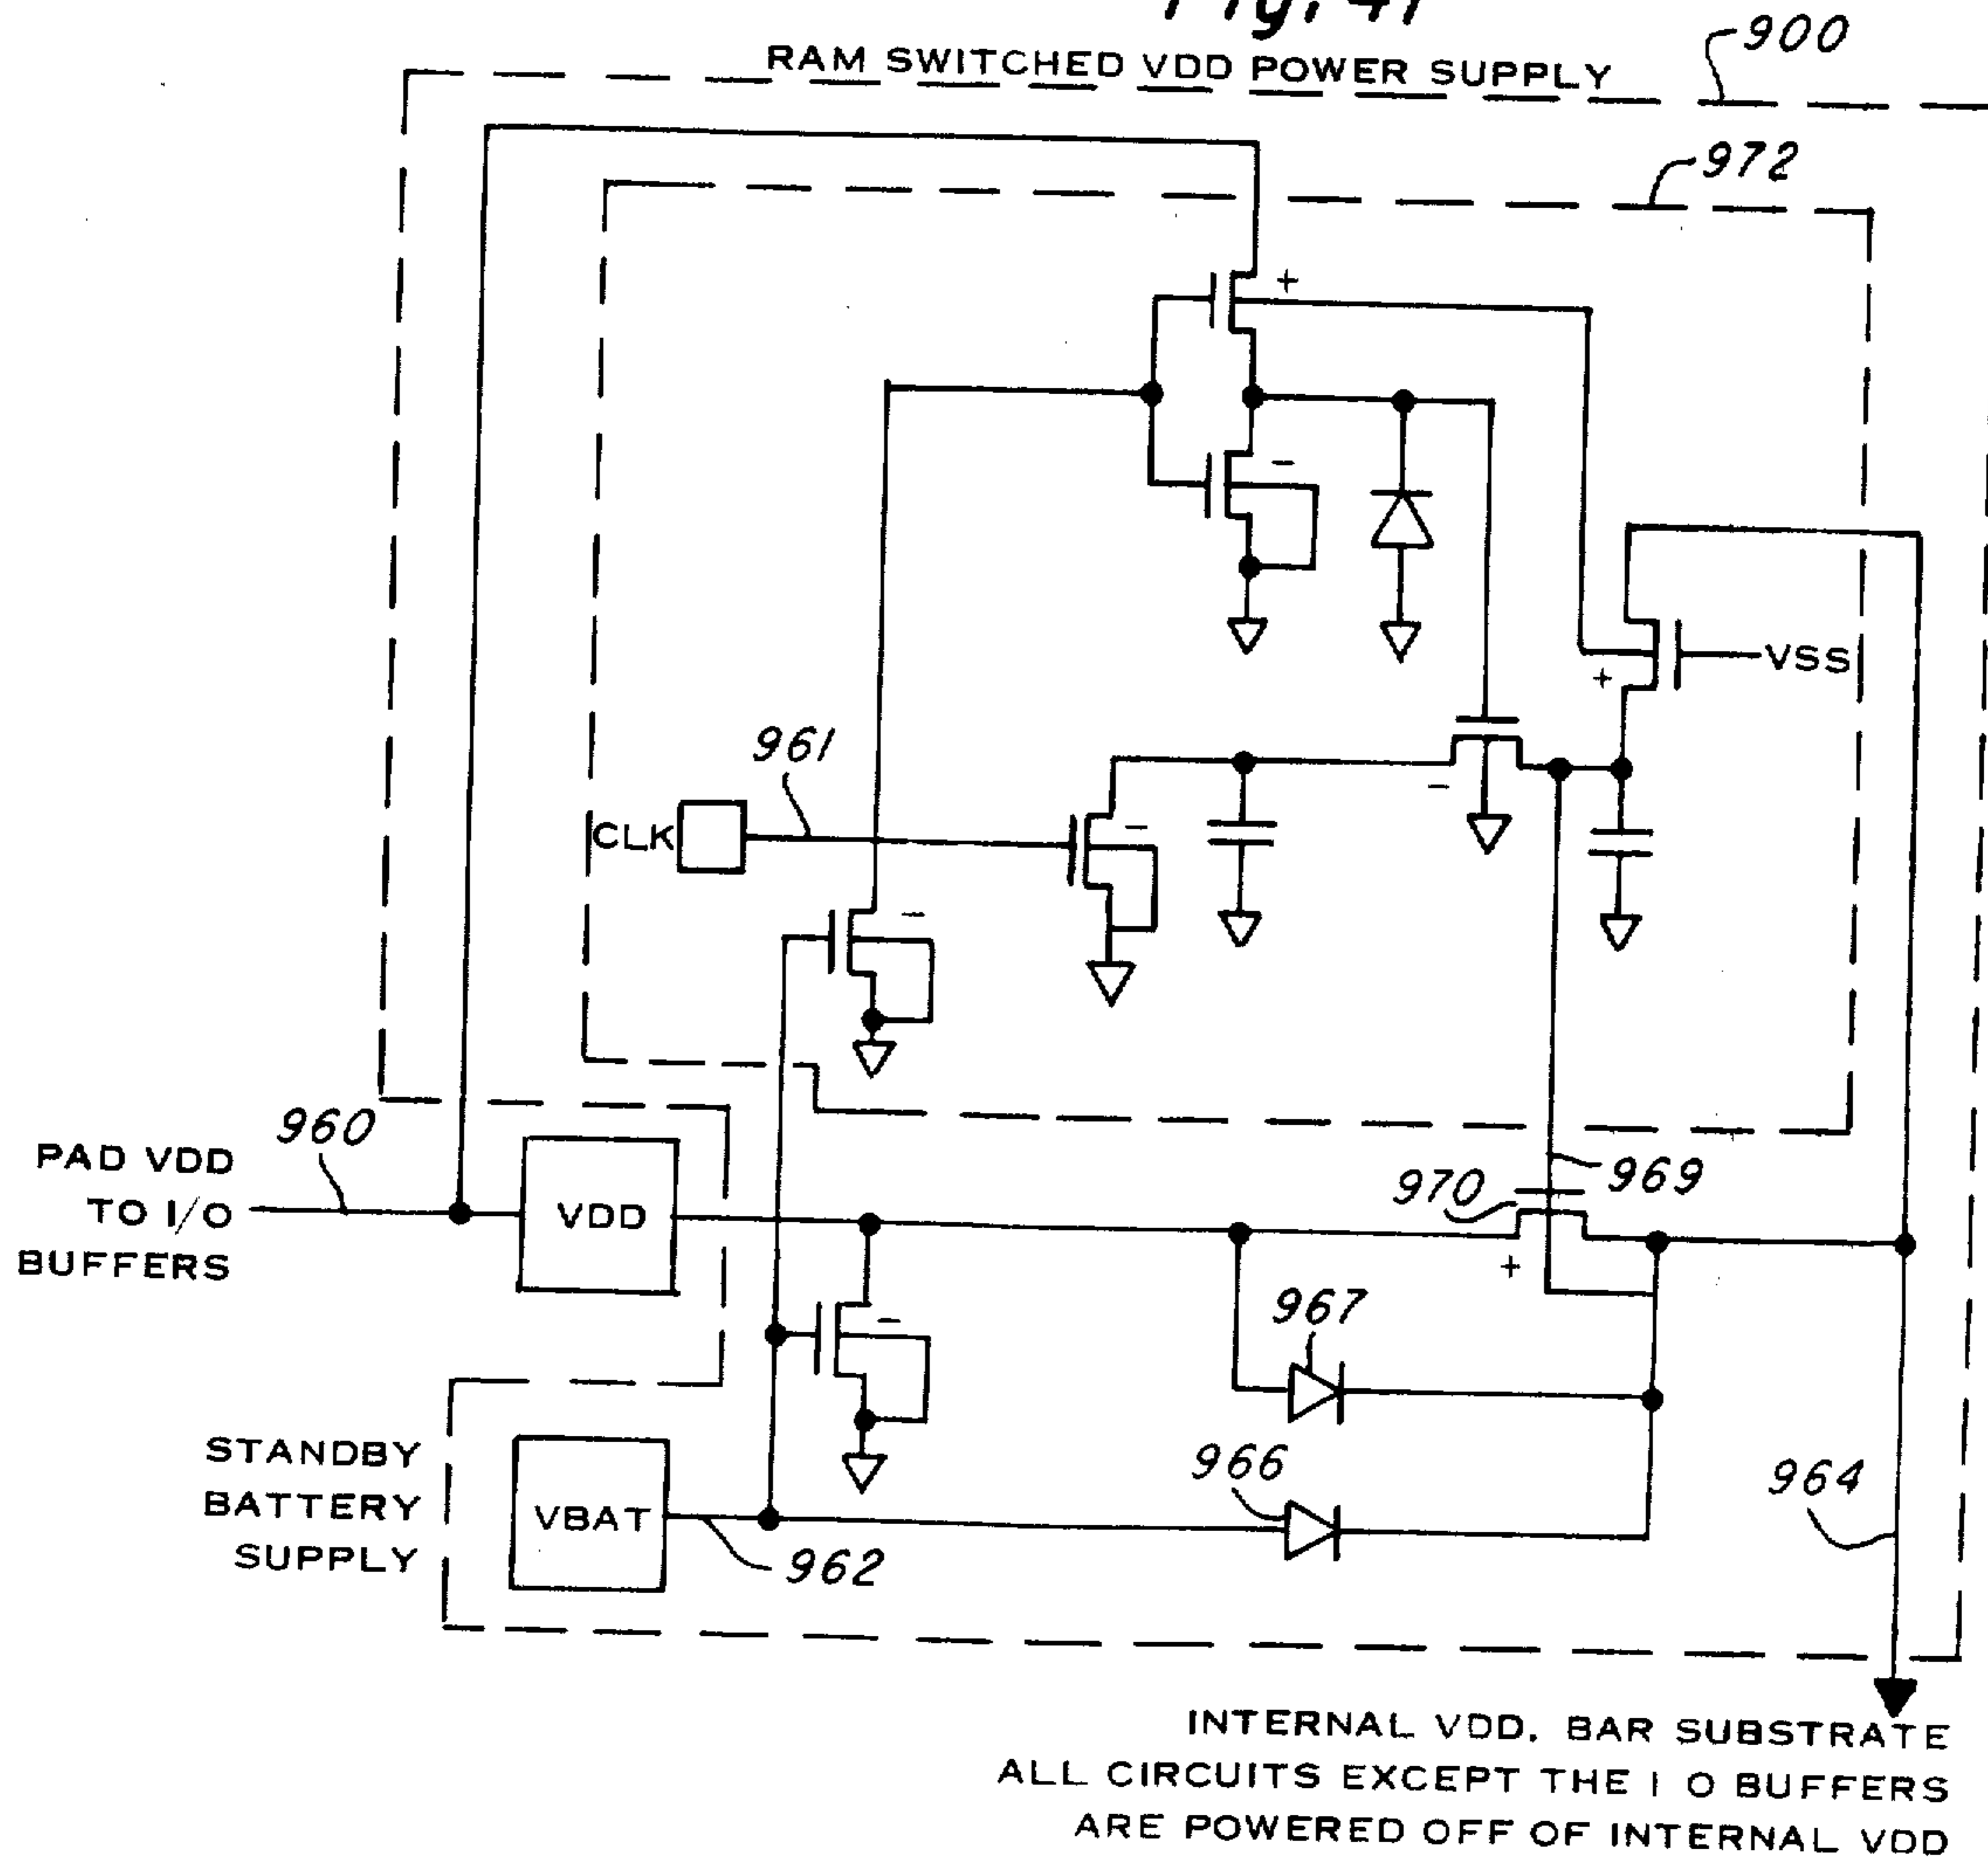 Fig. 41
RAM SWITCHED VDD POWER SUPPLY
900
972
+
-
+
VSS
961
-
CLK
-
-
960
PAD VDD
TO I/O
BUFFERS
VDD
970
969
+
967
-
STANDBY
BATTERY
SUPPLY
VBAT
966
964
962
INTERNAL VDD. BAR SUBSTRATE
ALL CIRCUITS EXCEPT THE I O BUFFERS
ARE POWERED OFF OF INTERNAL VDD